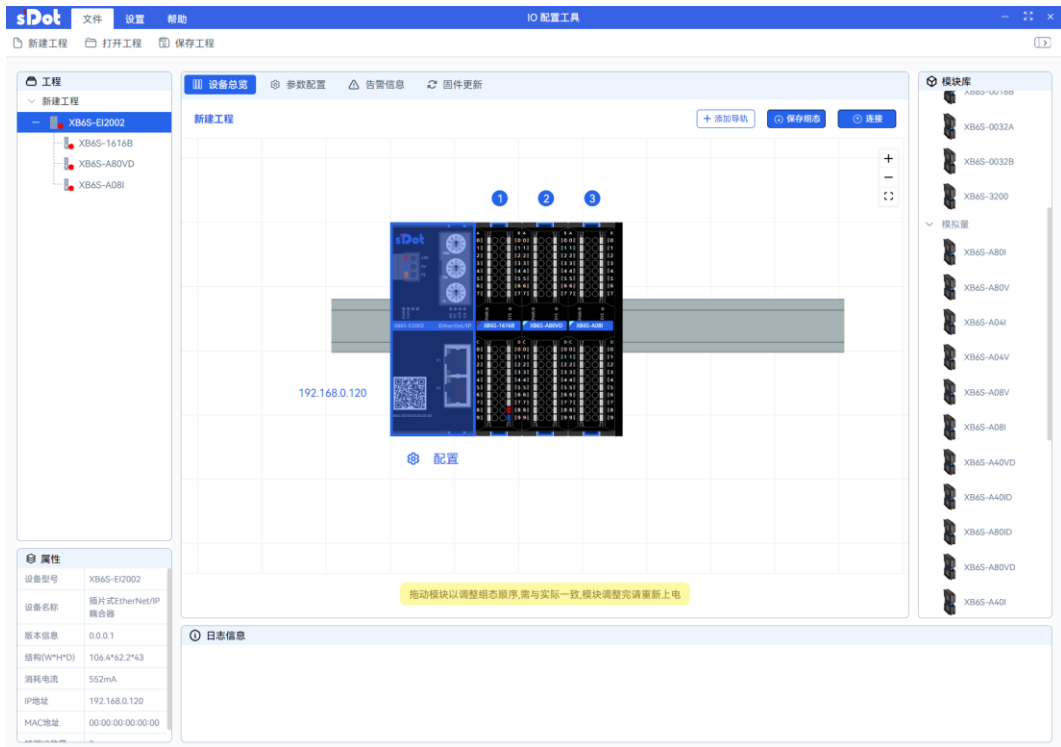 sDot 文件 设置 帮助 IO 配置工具
新建工程 打开工程 保存工程
工程
新建工程
XB6S-EI2002
XB6S-1616B
XB6S-A80VD
XB6S-A08I
设备总览 参数配置 告警信息 固件更新
新建工程 + 添加导轨 保存组态 连接
1 2 3
sDot
XB6S-EI2002 EtherNet/IP XB6S-1616B XB6S-A80VD XB6S-A08I
192.168.0.120
配置
拖动模块以调整组态顺序,需与实际一致,模块调整完请重新上电
属性
设备型号 XB6S-EI2002
设备名称 插片式EtherNet/IP
耦合器
版本信息 0.0.0.1
结构(W*H*D) 106.4*62.2*43
消耗电流 552mA
IP地址 192.168.0.120
MAC地址 00:00:00:00:00:00
日志信息
模块库
XB6S-0016B
XB6S-0032A
XB6S-0032B
XB6S-3200
模拟量
XB6S-A80I
XB6S-A80V
XB6S-A04I
XB6S-A04V
XB6S-A08V
XB6S-A08I
XB6S-A40VD
XB6S-A40ID
XB6S-A80ID
XB6S-A80VD
XB6S-A40I